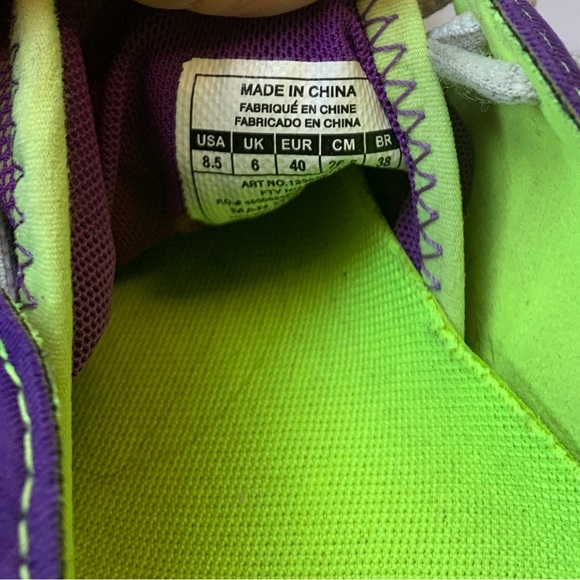 MADE IN CHINA
FABRIQUÉ EN CHINE
FABRICADO EN CHINA
USA UK EUR CM BR
8.5 6 40 38
ART NO.